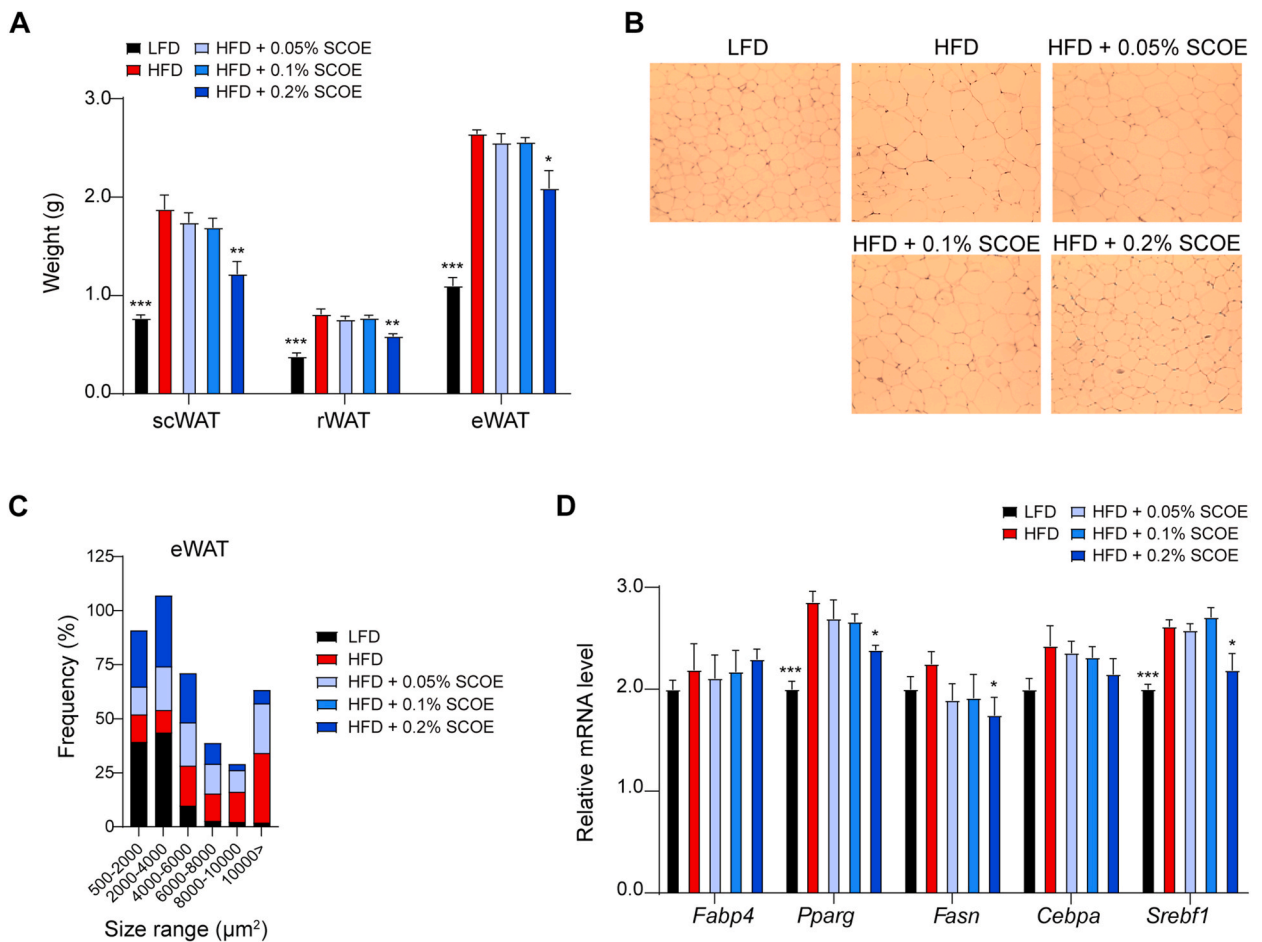 A
LFD
HFD
HFD + 0.05% SCOE
HFD + 0.1% SCOE
HFD + 0.2% SCOE
Weight (g)
3.0
2.0
1.0
0.0
***
**
***
**
***
*
scWAT
rWAT
eWAT
B
LFD
HFD
HFD + 0.05% SCOE
HFD + 0.1% SCOE
HFD + 0.2% SCOE
C
eWAT
Frequency (%)
125
100
75
50
25
0
500-2000
2000-4000
4000-6000
6000-8000
8000-10000
10000>
Size range (µm²)
LFD
HFD
HFD + 0.05% SCOE
HFD + 0.1% SCOE
HFD + 0.2% SCOE
D
LFD
HFD
HFD + 0.05% SCOE
HFD + 0.1% SCOE
HFD + 0.2% SCOE
Relative mRNA level
3.0
2.0
1.0
0.0
***
*
*
***
*
Fabp4
Pparg
Fasn
Cebpa
Srebf1